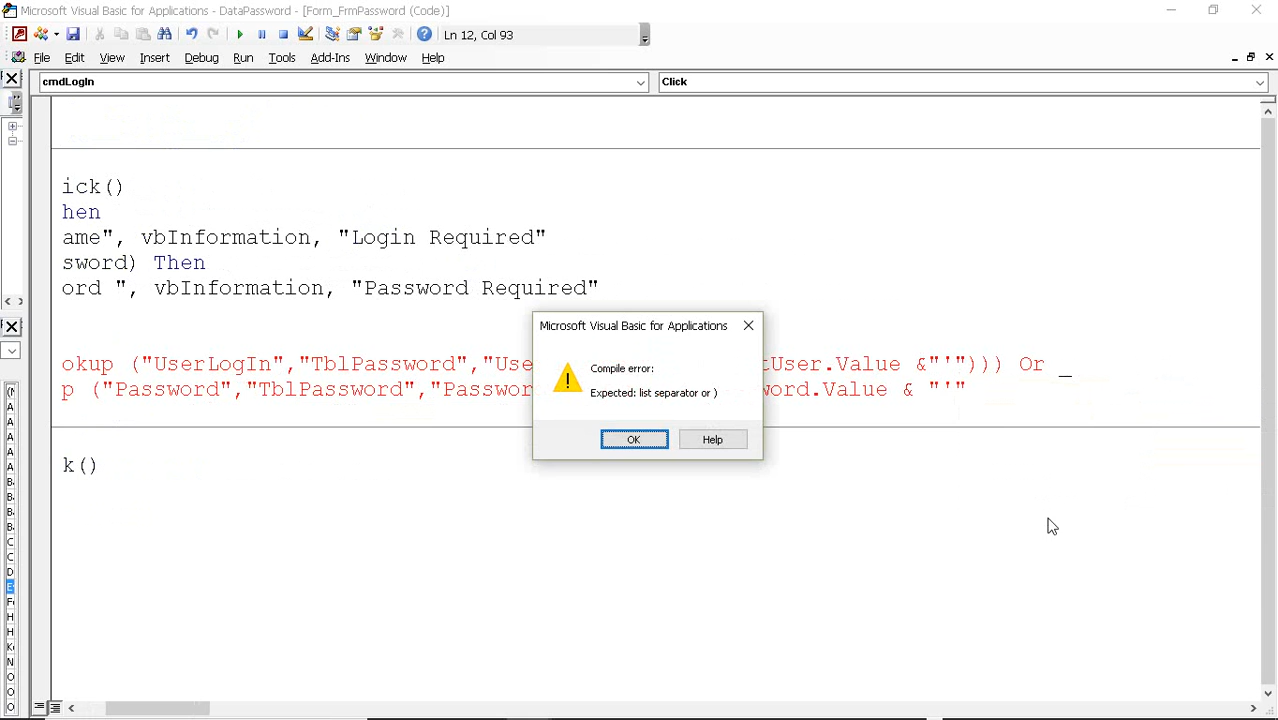 Microsoft Visual Basic for Applications - DataPassword - [Form_FrmPassword (Code)]
Ln 12, Col 93
File Edit View Insert Debug Run Tools Add-Ins Window Help
cmdLogIn Click
ick()
hen
ame", vbInformation, "Login Required"
sword) Then
ord ", vbInformation, "Password Required"
Microsoft Visual Basic for Applications
okup ("UserLogIn","TblPassword","Use tUser.Value &"'"))) Or _
p ("Password","TblPassword","Passwor word.Value & "'"
Compile error:
Expected: list separator or )
OK Help
k()